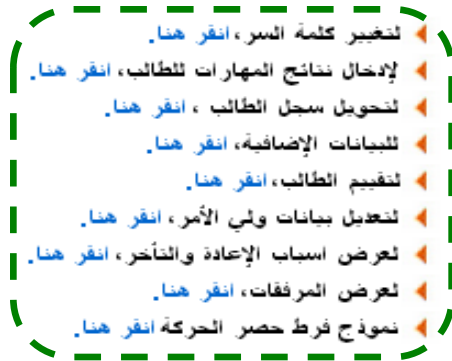 لتغيير كلمة السر، انقر هنا.
لإدخال نتائج المهارات للطالب، انقر هنا.
لتحويل سجل الطالب ، انقر هنا.
للبيانات الإضافية، انقر هنا.
لتقييم الطالب، انقر هنا.
لتعديل بيانات ولي الأمر، انقر هنا.
لعرض اسباب الإعادة والتأخر، انقر هنا.
لعرض المرفقات، انقر هنا.
نموذج فرط حصر الحركة انقر هنا.